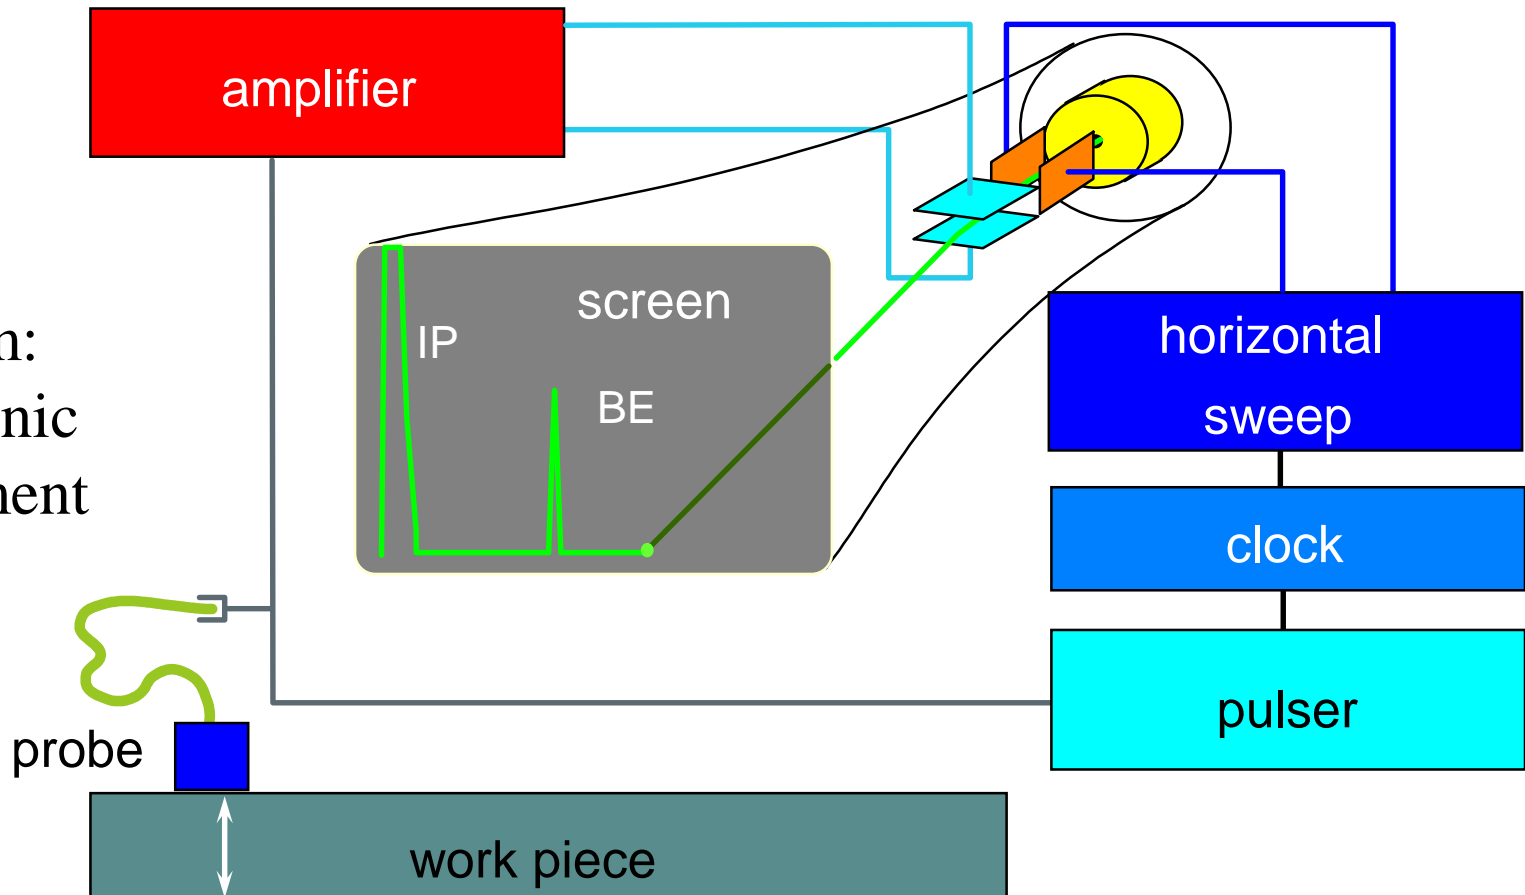 amplifier
screen
IP
BE
n:
nic
nent
horizontal
sweep
clock
pulser
probe
work piece